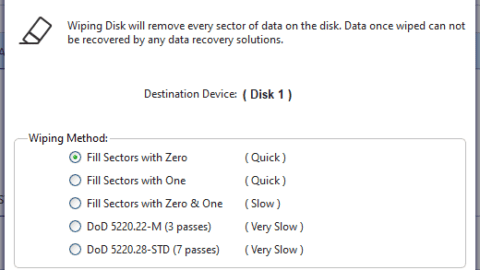 Wiping Disk will remove every sector of data on the disk. Data once wiped can not
be recovered by any data recovery solutions.
Destination Device: ( Disk 1 )
Wiping Method:
Fill Sectors with Zero ( Quick )
Fill Sectors with One ( Quick )
Fill Sectors with Zero & One ( Slow )
DoD 5220.22-M (3 passes) ( Very Slow )
DoD 5220.28-STD (7 passes) ( Very Slow )